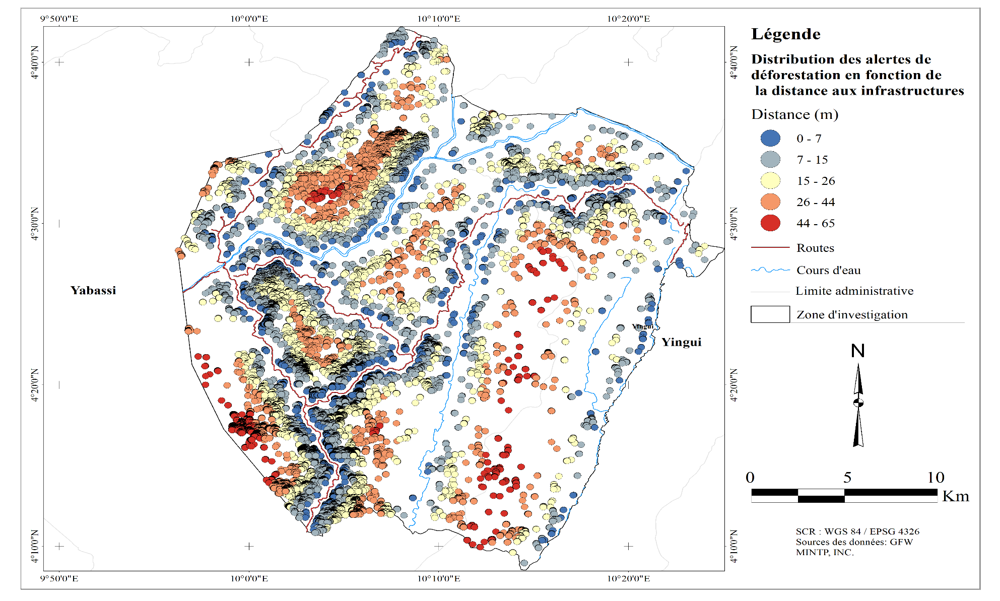 9°50'0"E 10°0'0"E 10°10'0"E 10°20'0"E
4°40'0"N 4°40'0"N
4°30'0"N 4°30'0"N
4°20'0"N 4°20'0"N
4°10'0"N 4°10'0"N
9°50'0"E 10°0'0"E 10°10'0"E 10°20'0"E
Yabassi
Yingui
Yingui
Légende
Distribution des alertes de
déforestation en fonction de
la distance aux infrastructures
Distance (m)
0 - 7
7 - 15
15 - 26
26 - 44
44 - 65
Routes
Cours d'eau
Limite administrative
Zone d'investigation
N
0 5 10
Km
SCR : WGS 84 / EPSG 4326
Sources des données: GFW
MINTP, INC.